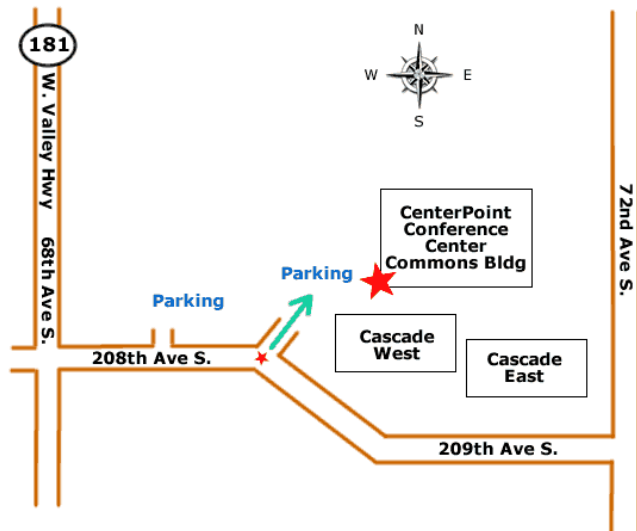 181
N
W
E
S
W. Valley Hwy 68th Ave S.
72nd Ave S.
CenterPoint
Conference
Center
Commons Bldg
Parking
Parking
Cascade
West
208th Ave S.
Cascade
East
209th Ave S.